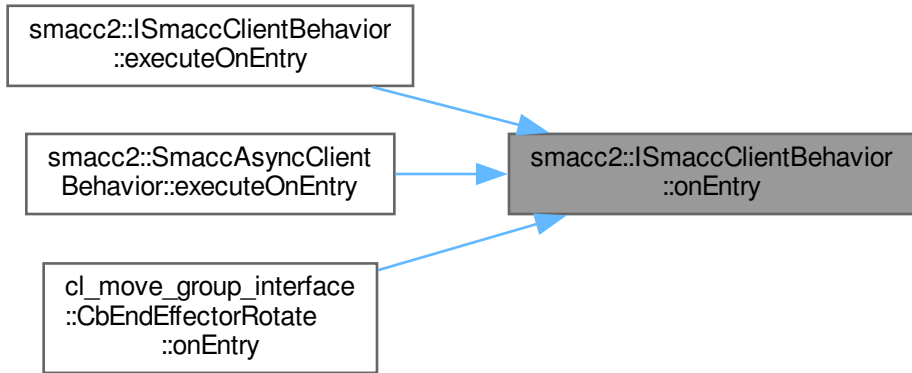 smacc2::ISmaccClientBehavior
::executeOnEntry
smacc2::SmaccAsyncClient
Behavior::executeOnEntry
cl_move_group_interface
::CbEndEffectorRotate
::onEntry
smacc2::ISmaccClientBehavior
::onEntry